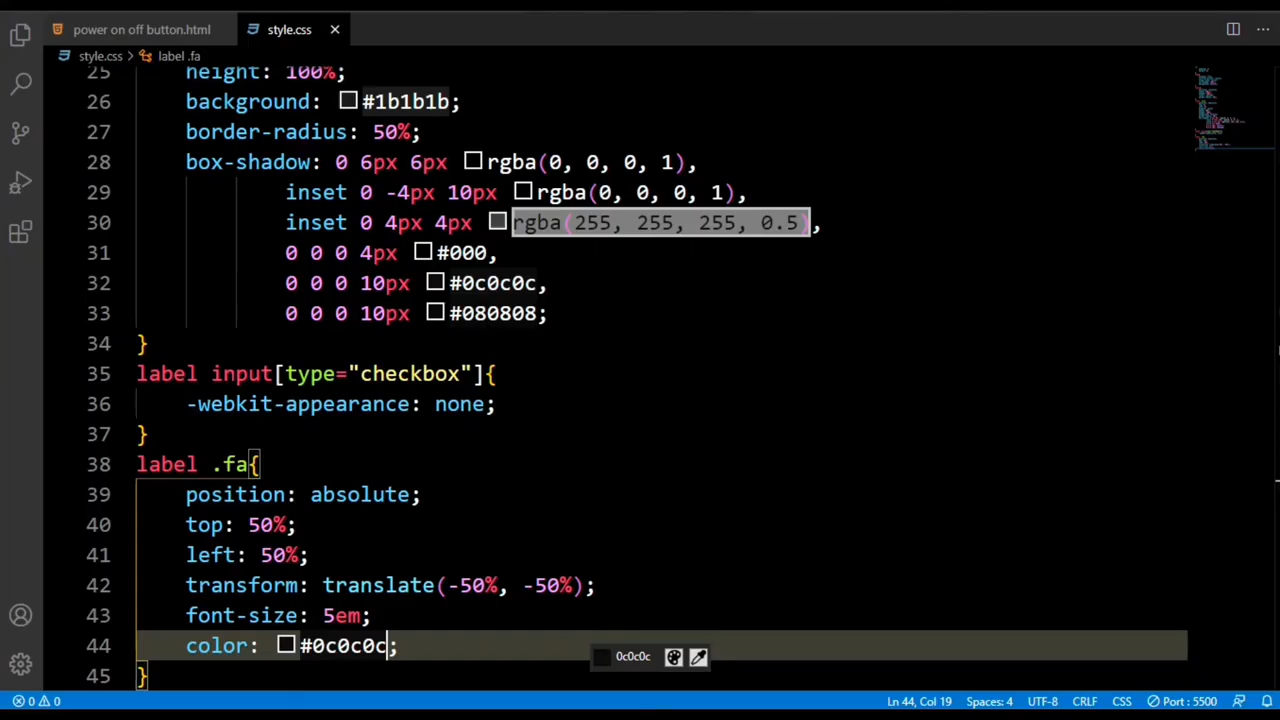 power on off button.html style.css
style.css label .fa
25 height: 100%;
26 background: #1b1b1b;
27 border-radius: 50%;
28 box-shadow: 0 6px 6px rgba(0, 0, 0, 1),
29 inset 0 -4px 10px rgba(0, 0, 0, 1),
30 inset 0 4px 4px rgba(255, 255, 255, 0.5),
31 0 0 0 4px #000,
32 0 0 0 10px #0c0c0c,
33 0 0 0 10px #080808;
34 }
35 label input[type="checkbox"]{
36 -webkit-appearance: none;
37 }
38 label .fa{
39 position: absolute;
40 top: 50%;
41 left: 50%;
42 transform: translate(-50%, -50%);
43 font-size: 5em;
44 color: #0c0c0c;
0c0c0c
45 }
0 0 Ln 44, Col 19 Spaces: 4 UTF-8 CRLF CSS Port : 5500